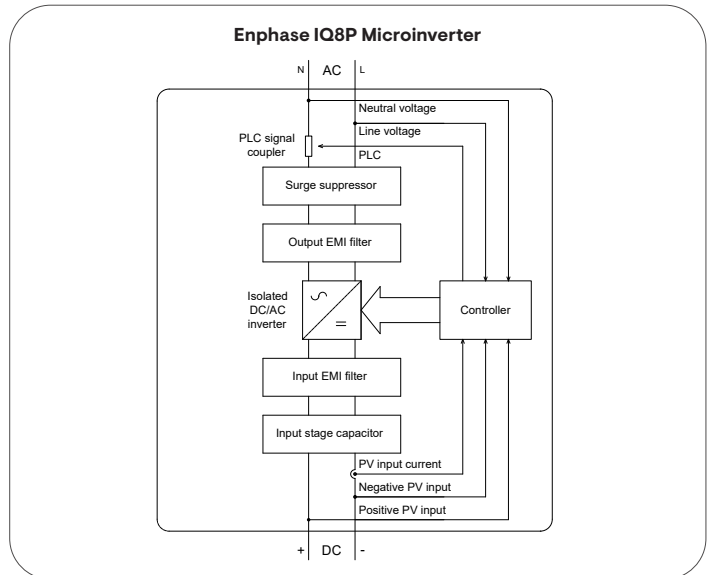 Enphase IQ8P Microinverter
N AC L
Neutral voltage
Line voltage
PLC signal
coupler
PLC
Surge suppressor
Output EMI filter
Isolated
DC/AC
inverter
Controller
Input EMI filter
Input stage capacitor
PV input current
Negative PV input
Positive PV input
+ DC -